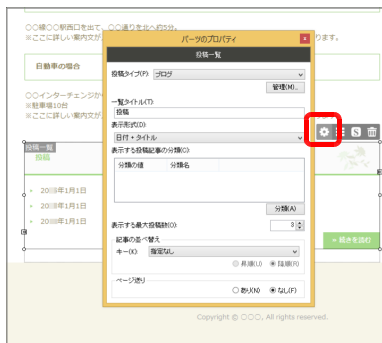 ○○線○○駅西口を出て、○○通りを北へ約5分。
※ここに詳しい案内文が
ります。
自動車の場合
○○インターチェンジか
※駐車場10台
※ここに詳しい案内文が
パーツのプロパティ
投稿一覧
投稿タイプ(P): ブログ
管理(M)...
一覧タイトル(T):
投稿
表示形式(D):
日付 + タイトル
表示する投稿記事の分類(C):
分類の値 分類名
分類(A)
表示する最大投稿数(O): 3
記事の並べ替え
キー(K): 指定なし
昇順(U) 降順(R)
ページ送り
あり(N) なし(F)
S
投稿一覧
投稿
20 年1月1日
20 年1月1日
20 年1月1日
» 続きを読む
Copyright © ○○○, All rights reserved.